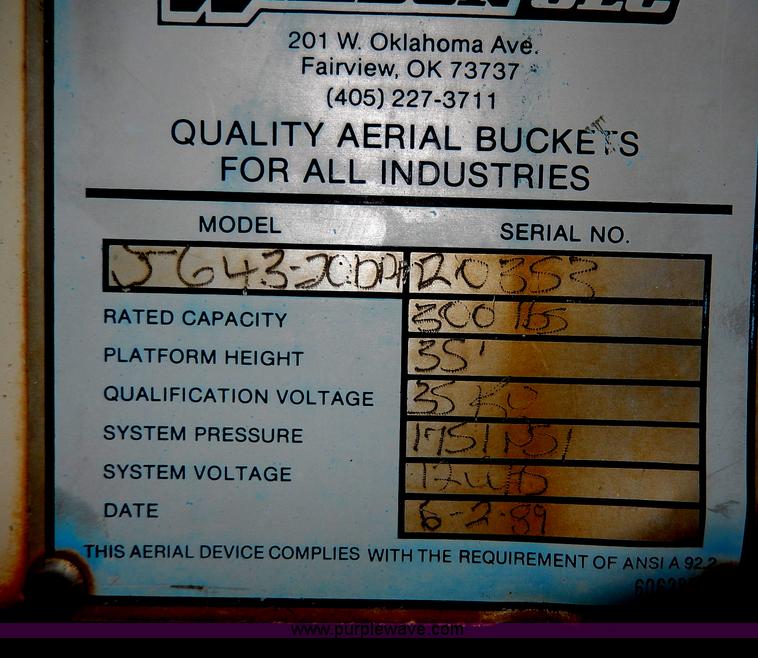 201 W. Oklahoma Ave.
Fairview, OK 73737
(405) 227-3711
QUALITY AERIAL BUCKETS
FOR ALL INDUSTRIES
MODEL SERIAL NO.
120353
RATED CAPACITY 300 lbs
PLATFORM HEIGHT 35'
QUALIFICATION VOLTAGE 35
SYSTEM PRESSURE
SYSTEM VOLTAGE
DATE 6-2-89
THIS AERIAL DEVICE COMPLIES WITH THE REQUIREMENT OF ANSI A 92.2
www.purplewave.com